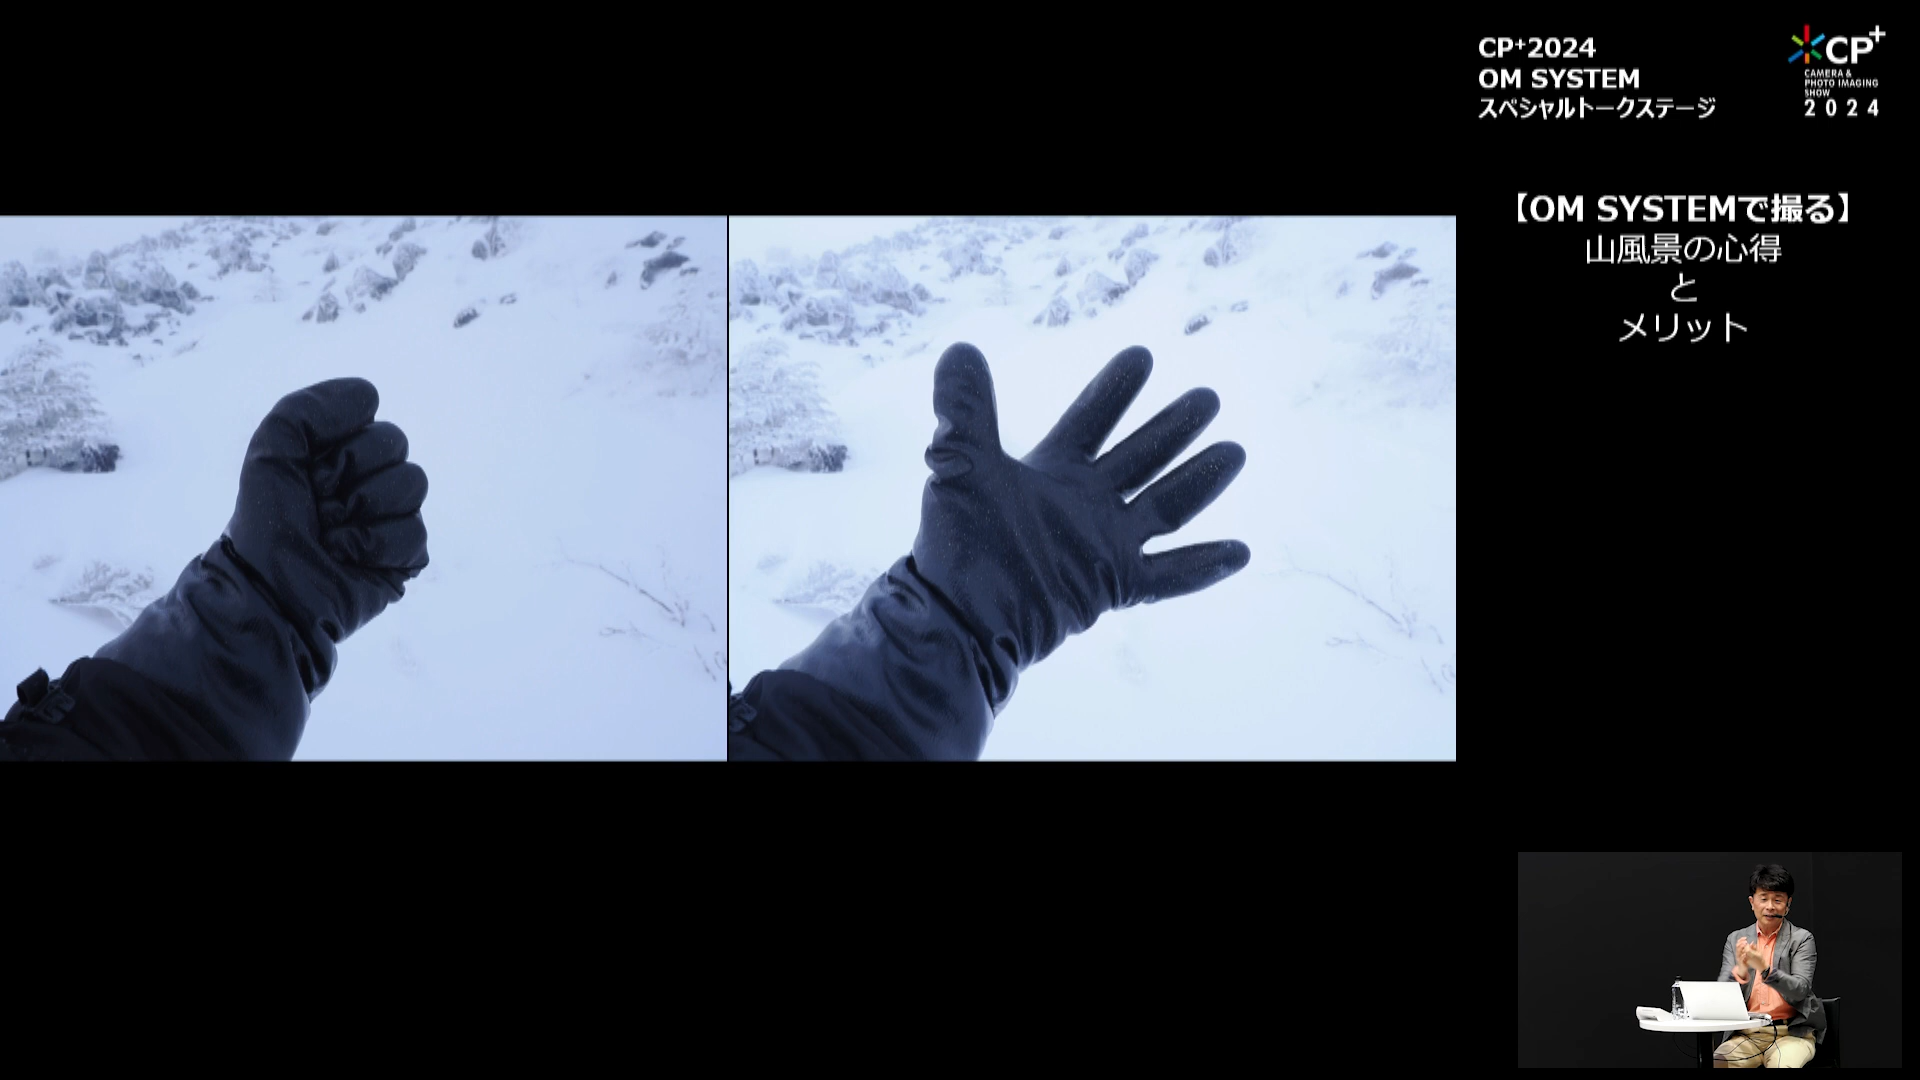 CP+2024
OM SYSTEM
スペシャルトークステージ
CP+
CAMERA &
PHOTO IMAGING
SHOW
2024
【OM SYSTEMで撮る】
山風景の心得
と
メリット